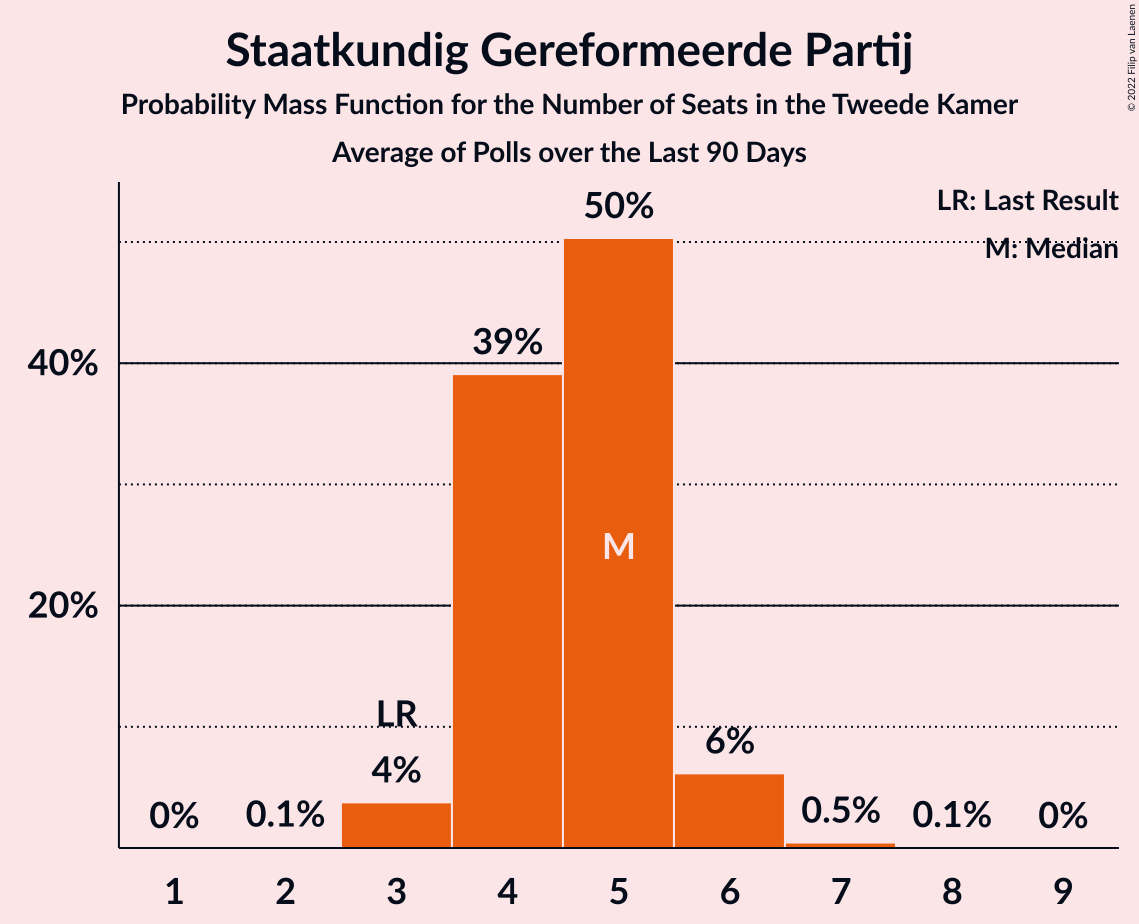 Staatkundig Gereformeerde Partij
Probability Mass Function for the Number of Seats in the Tweede Kamer
Average of Polls over the Last 90 Days
© 2022 Filip van Laenen
LR: Last Result
M: Median
50%
39%
40%
M
20%
LR
4%
6%
0%
0.1%
0.5%
0.1%
0%
1 2 3 4 5 6 7 8 9